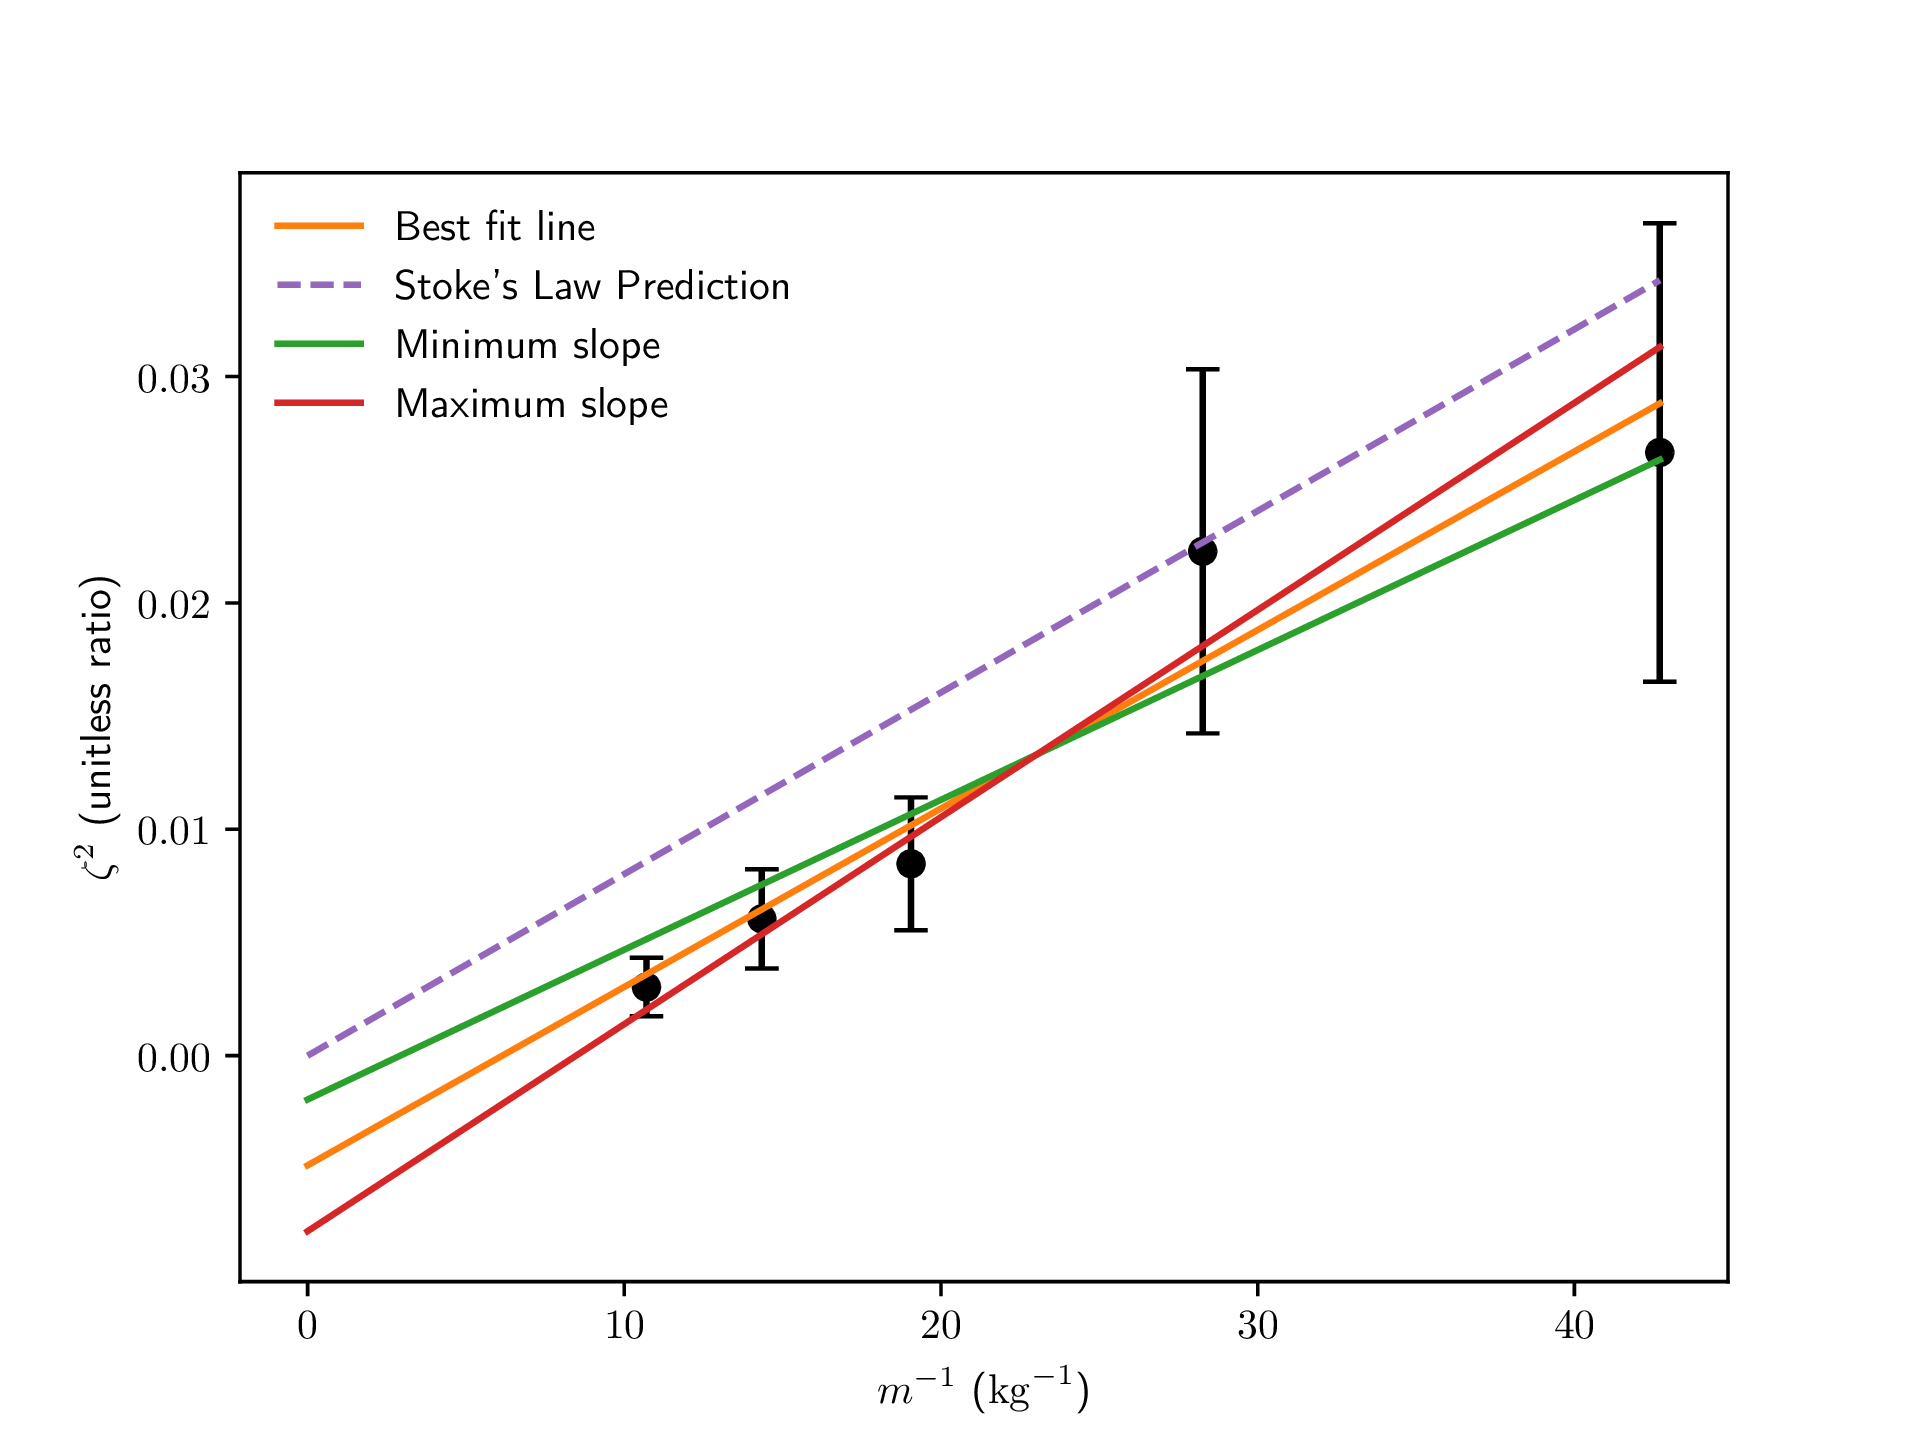 Best fit line
Stoke's Law Prediction
Minimum slope
Maximum slope
0.03
0.02
0.01
0.00
ζ² (unitless ratio)
0 10 20 30 40
m⁻¹ (kg⁻¹)